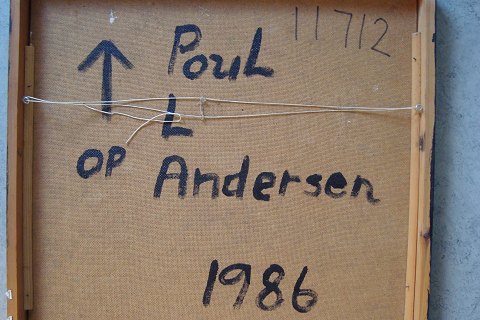 11712
PouL
L
OP
Andersen
1986